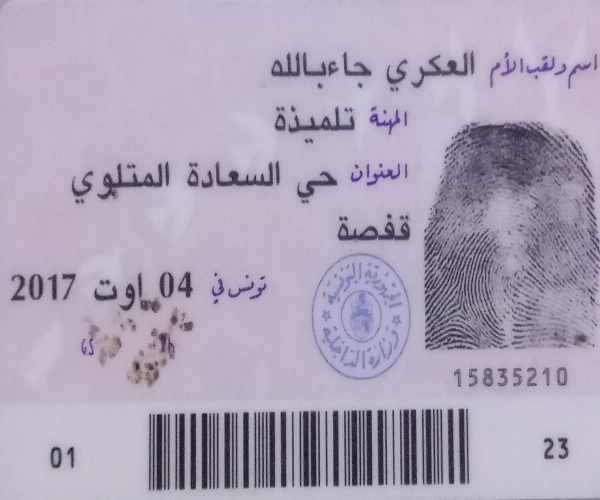 اسم ولقب الأم العكري جاءبالله
المهنة تلميذة
العنوان حي السعادة المتلوي
قفصة
تونس في 04 اوت 2017
الجمهورية التونسية
وزارة الداخلية
15835210
01
23